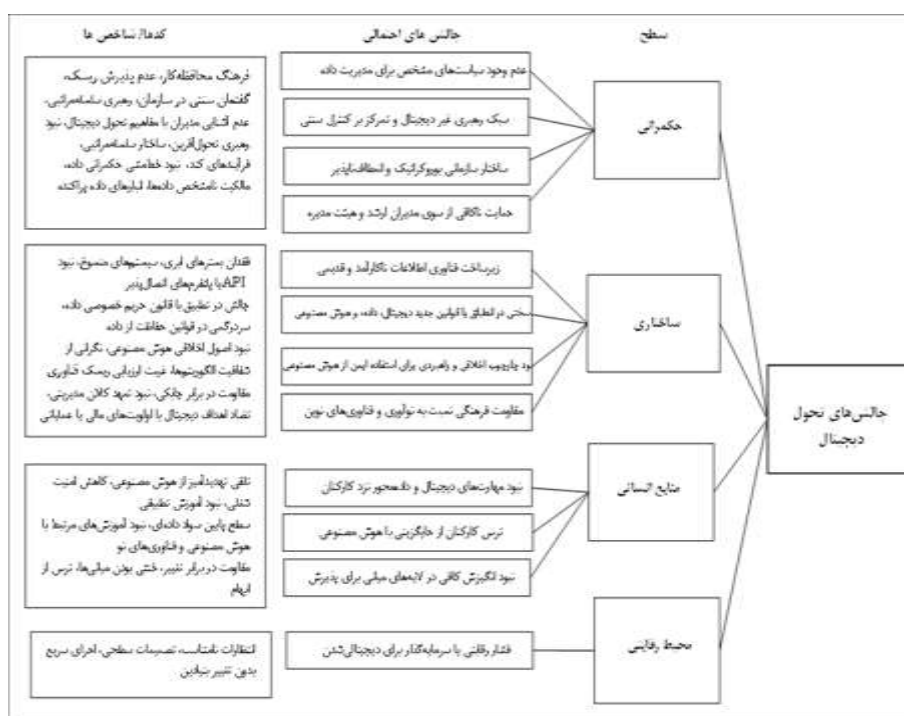 سطح
چالش های احتمالی
کدها/ شاخص ها
چالش‌های تحول
دیجیتال
حکمرانی
عدم وجود سیاست‌های مشخص برای مدیریت داده
سبک رهبری غیر دیجیتال و تمرکز بر کنترل سنتی
ساختار سازمانی بوروکراتیک و انعطاف‌ناپذیر
حمایت ناکافی از سوی مدیران ارشد و هیئت مدیره
فرهنگ محافظه‌کار، عدم پذیرش ریسک،
گفتمان سنتی در سازمان، رهبری سلسله‌مراتبی،
عدم آشنایی مدیران با مفاهیم تحول دیجیتال، نبود
رهبری تحول‌آفرین، ساختار سلسله‌مراتبی،
فرآیندهای کند، نبود خط‌مشی حکمرانی داده،
مالکیت نامشخص داده‌ها، انبارهای داده پراکنده
ساختاری
زیرساخت فناوری اطلاعات ناکارآمد و قدیمی
سختی در انطباق با قوانین جدید دیجیتال، داده، و هوش مصنوعی
بود چارچوب اخلاقی و راهبردی برای استفاده ایمن از هوش مصنوعی
مقاومت فرهنگی نسبت به نوآوری و فناوری‌های نوین
فقدان بسترهای ابری، سیستم‌های منسوخ، نبود
API یا پلتفرم‌های اتصال‌پذیر
چالش در تطبیق با قانون حریم خصوصی داده،
سردرگمی در قوانین حفاظت از داده
نبود اصول اخلاقی هوش مصنوعی، نگرانی از
شفافیت الگوریتم‌ها، غیبت ارزیابی ریسک فناوری
مقاومت در برابر چابکی، نبود تعهد کلان مدیریتی،
تضاد اهداف دیجیتال با اولویت‌های مالی یا عملیاتی
منابع انسانی
نبود مهارت‌های دیجیتال و داده‌محور نزد کارکنان
ترس کارکنان از جایگزینی با هوش مصنوعی
نبود انگیزش کافی در لایه‌های میانی برای پذیرش
تلقی تهدیدآمیز از هوش مصنوعی، کاهش امنیت
شغلی، نبود آموزش تطبیقی
سطح پایین سواد داده‌ای، نبود آموزش‌های مرتبط با
هوش مصنوعی و فناوری‌های نو
مقاومت در برابر تغییر، خنثی بودن میانی‌ها، ترس از
ابهام
محیط رقابتی
فشار رقابتی یا سرمایه‌گذار برای دیجیتالی‌شدن
انتظارات نامتناسب، تصمیمات سطحی، اجرای سریع
بدون تغییر بنیادین